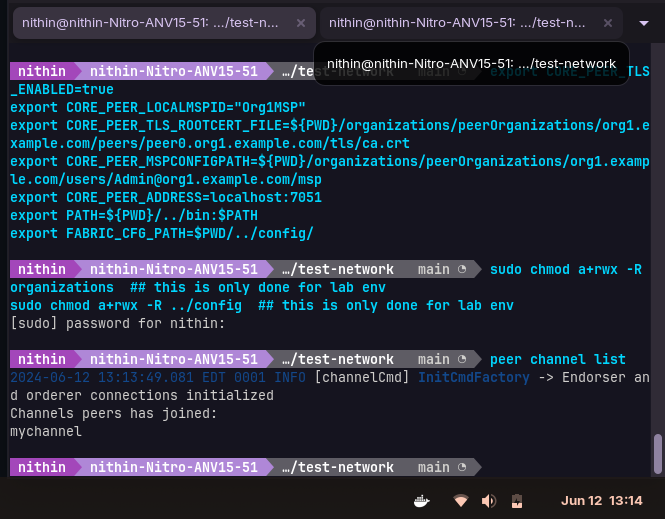 nithin@nithin-Nitro-ANV15-51: .../test-n...
nithin@nithin-Nitro-ANV15-51: .../test-n...
nithin@nithin-Nitro-ANV15-51: .../test-network
nithin nithin-Nitro-ANV15-51 …/test-network main export CORE_PEER_TLS
_ENABLED=true
export CORE_PEER_LOCALMSPID="Org1MSP"
export CORE_PEER_TLS_ROOTCERT_FILE=${PWD}/organizations/peerOrganizations/org1.e
xample.com/peers/peer0.org1.example.com/tls/ca.crt
export CORE_PEER_MSPCONFIGPATH=${PWD}/organizations/peerOrganizations/org1.examp
le.com/users/Admin@org1.example.com/msp
export CORE_PEER_ADDRESS=localhost:7051
export PATH=${PWD}/../bin:$PATH
export FABRIC_CFG_PATH=$PWD/../config/
nithin nithin-Nitro-ANV15-51 …/test-network main sudo chmod a+rwx -R
organizations  ## this is only done for lab env
sudo chmod a+rwx -R ../config  ## this is only done for lab env
[sudo] password for nithin:
nithin nithin-Nitro-ANV15-51 …/test-network main peer channel list
2024-06-12 13:13:49.081 EDT 0001 INFO [channelCmd] InitCmdFactory -> Endorser an
d orderer connections initialized
Channels peers has joined:
mychannel
nithin nithin-Nitro-ANV15-51 …/test-network main
Jun 12 13:14